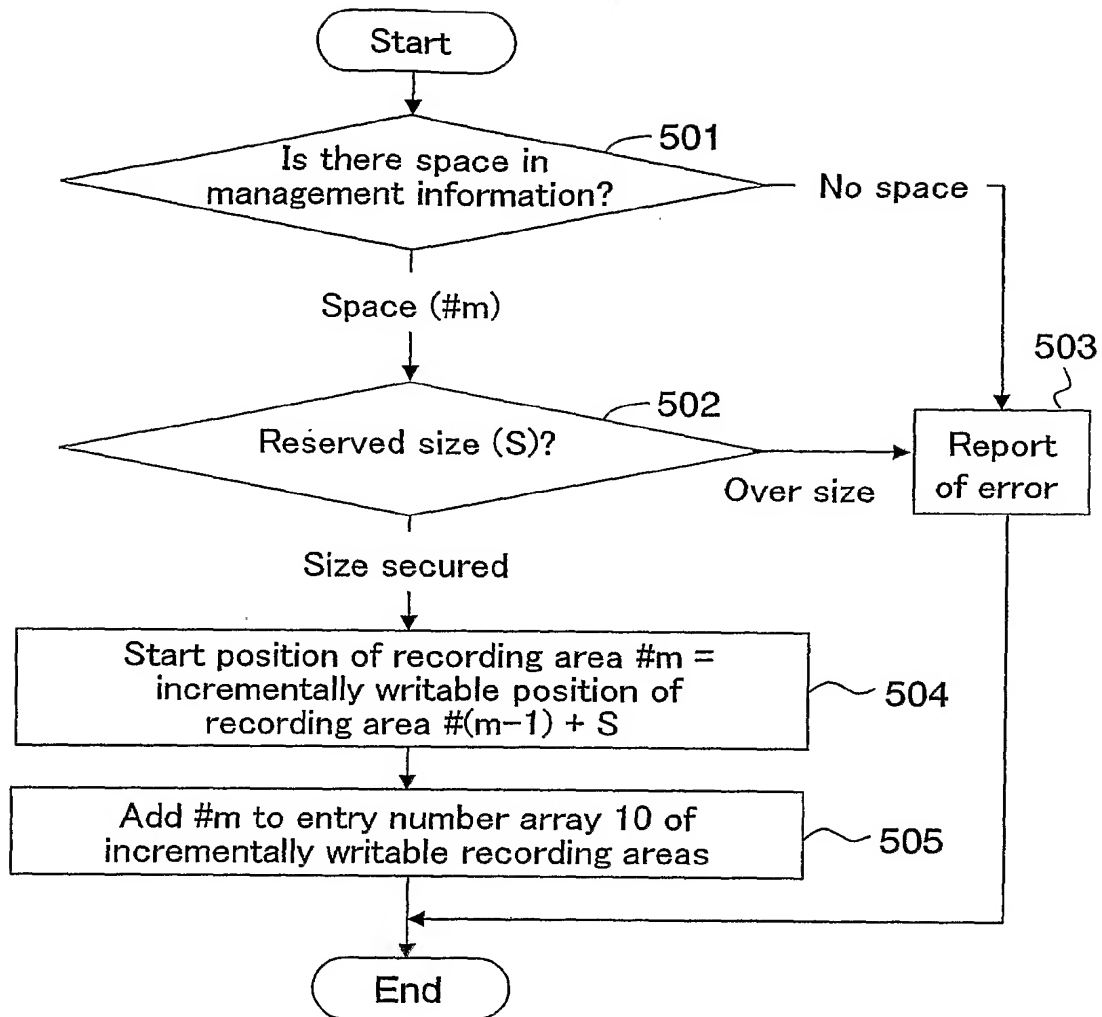 Start
501
Is there space in
management information?
No space
Space (#m)
503
502
Reserved size (S)?
Report
of error
Over size
Size secured
Start position of recording area #m =
incrementally writable position of
recording area #(m-1) + S
504
Add #m to entry number array 10 of
incrementally writable recording areas
505
End